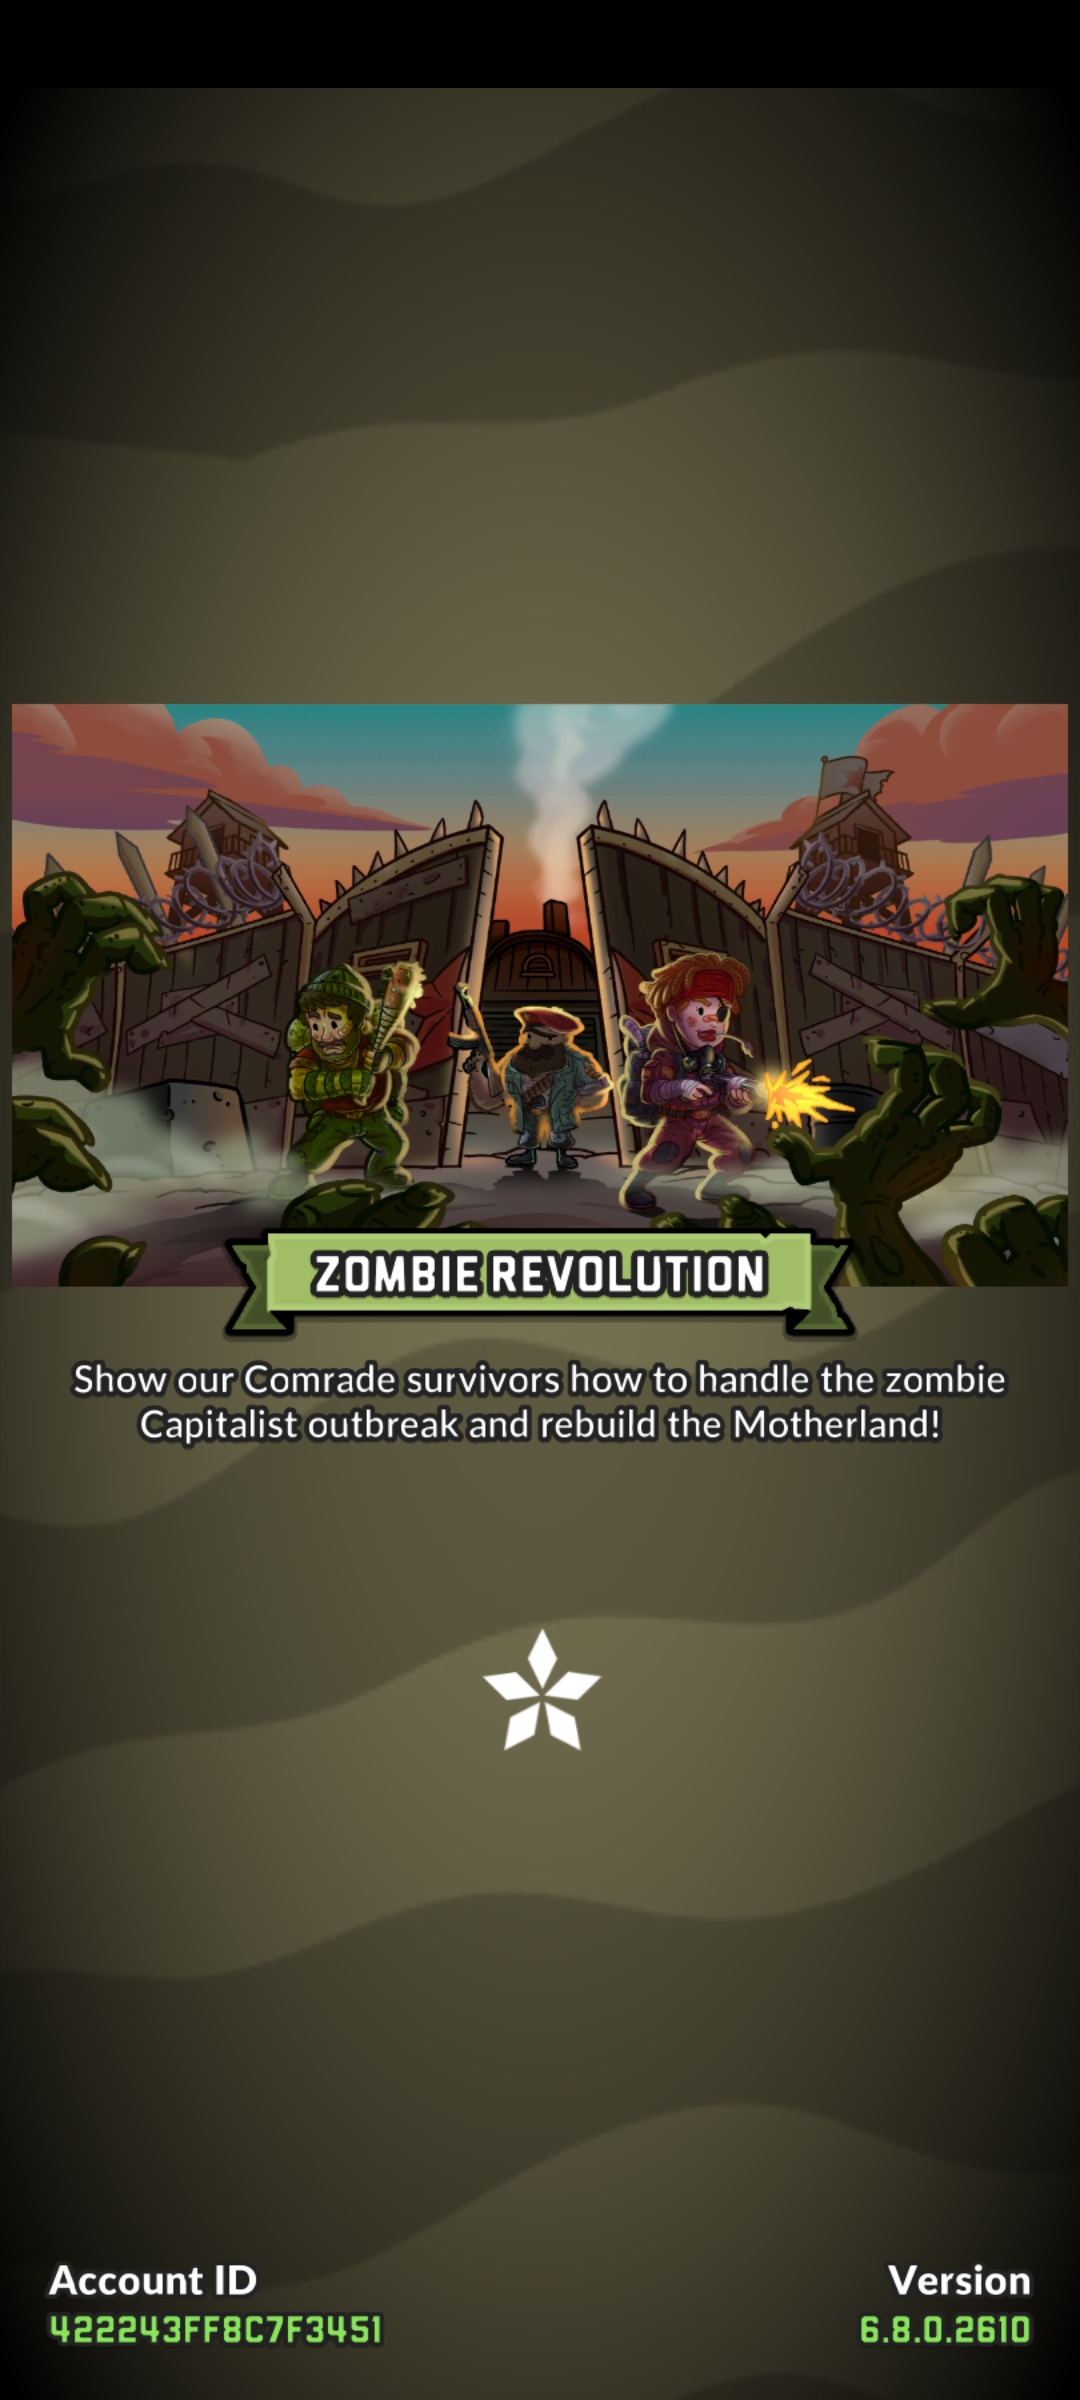 ZOMBIE REVOLUTION
Show our Comrade survivors how to handle the zombie
Capitalist outbreak and rebuild the Motherland!
Account ID
422243FF8C7F3451
Version
6.8.0.2610